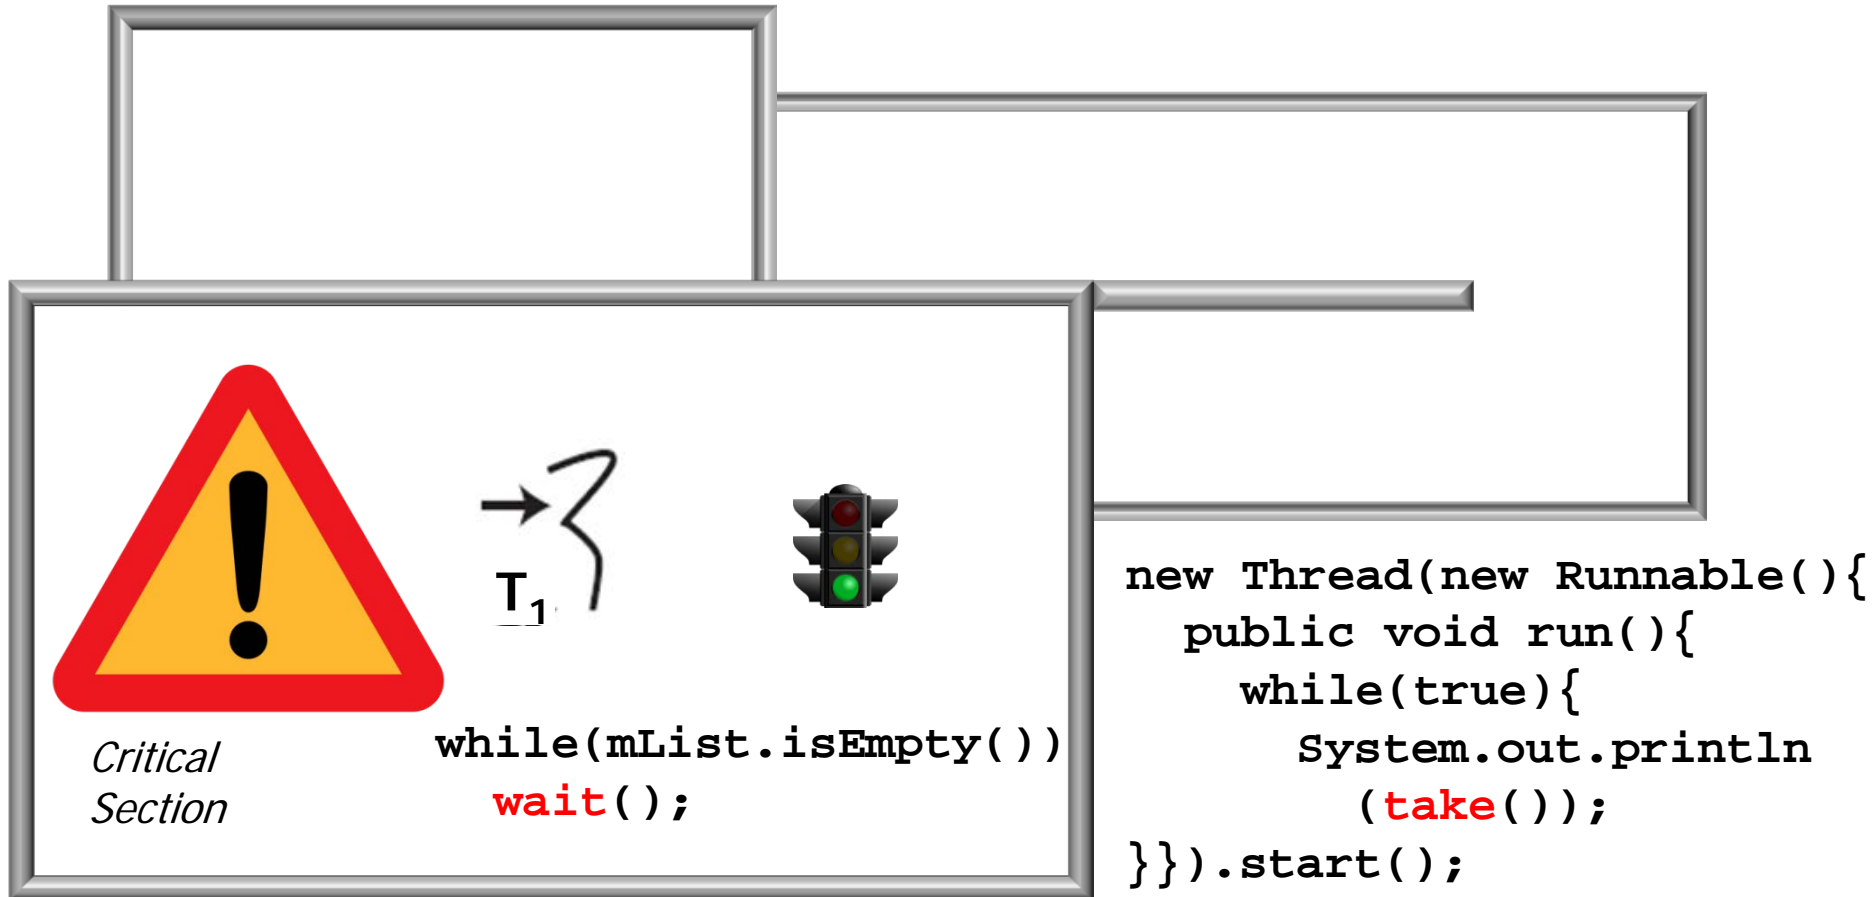 T1
Critical
Section
while(mList.isEmpty())
  wait();
new Thread(new Runnable(){
  public void run(){
    while(true){
      System.out.println
        (take());
}}).start();